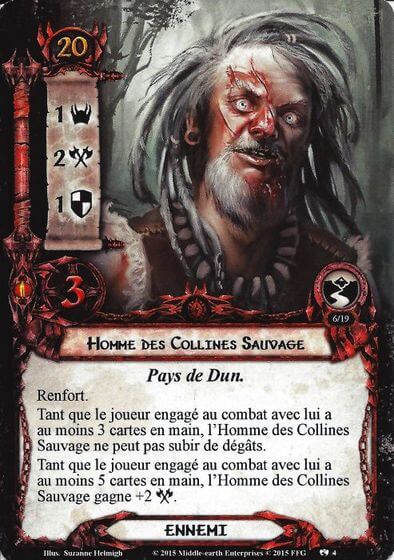 20
1
2
1
3
6/19
Homme des Collines Sauvage
Pays de Dun.
Renfort.
Tant que le joueur engagé au combat avec lui a
au moins 3 cartes en main, l'Homme des Collines
Sauvage ne peut pas subir de dégâts.
Tant que le joueur engagé au combat avec lui a
au moins 5 cartes en main, l'Homme des Collines
Sauvage gagne +2 .
ENNEMI
Illus. Suzanne Helmigh © 2015 Middle-earth Enterprises © 2015 FFG 4